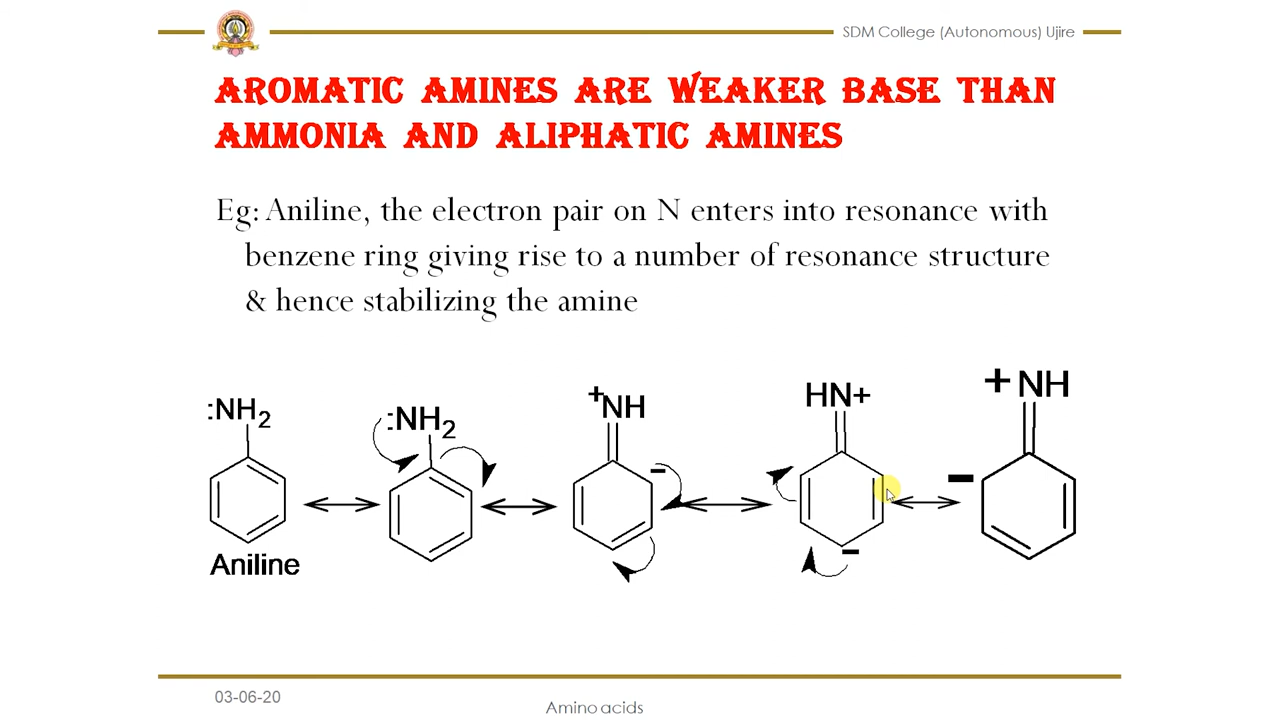 SDM College (Autonomous) Ujire
AROMATIC AMINES ARE WEAKER BASE THAN
AMMONIA AND ALIPHATIC AMINES
Eg: Aniline, the electron pair on N enters into resonance with
benzene ring giving rise to a number of resonance structure
& hence stabilizing the amine
:NH2 :NH2 +NH HN+ + NH
- - -
Aniline
03-06-20
Amino acids